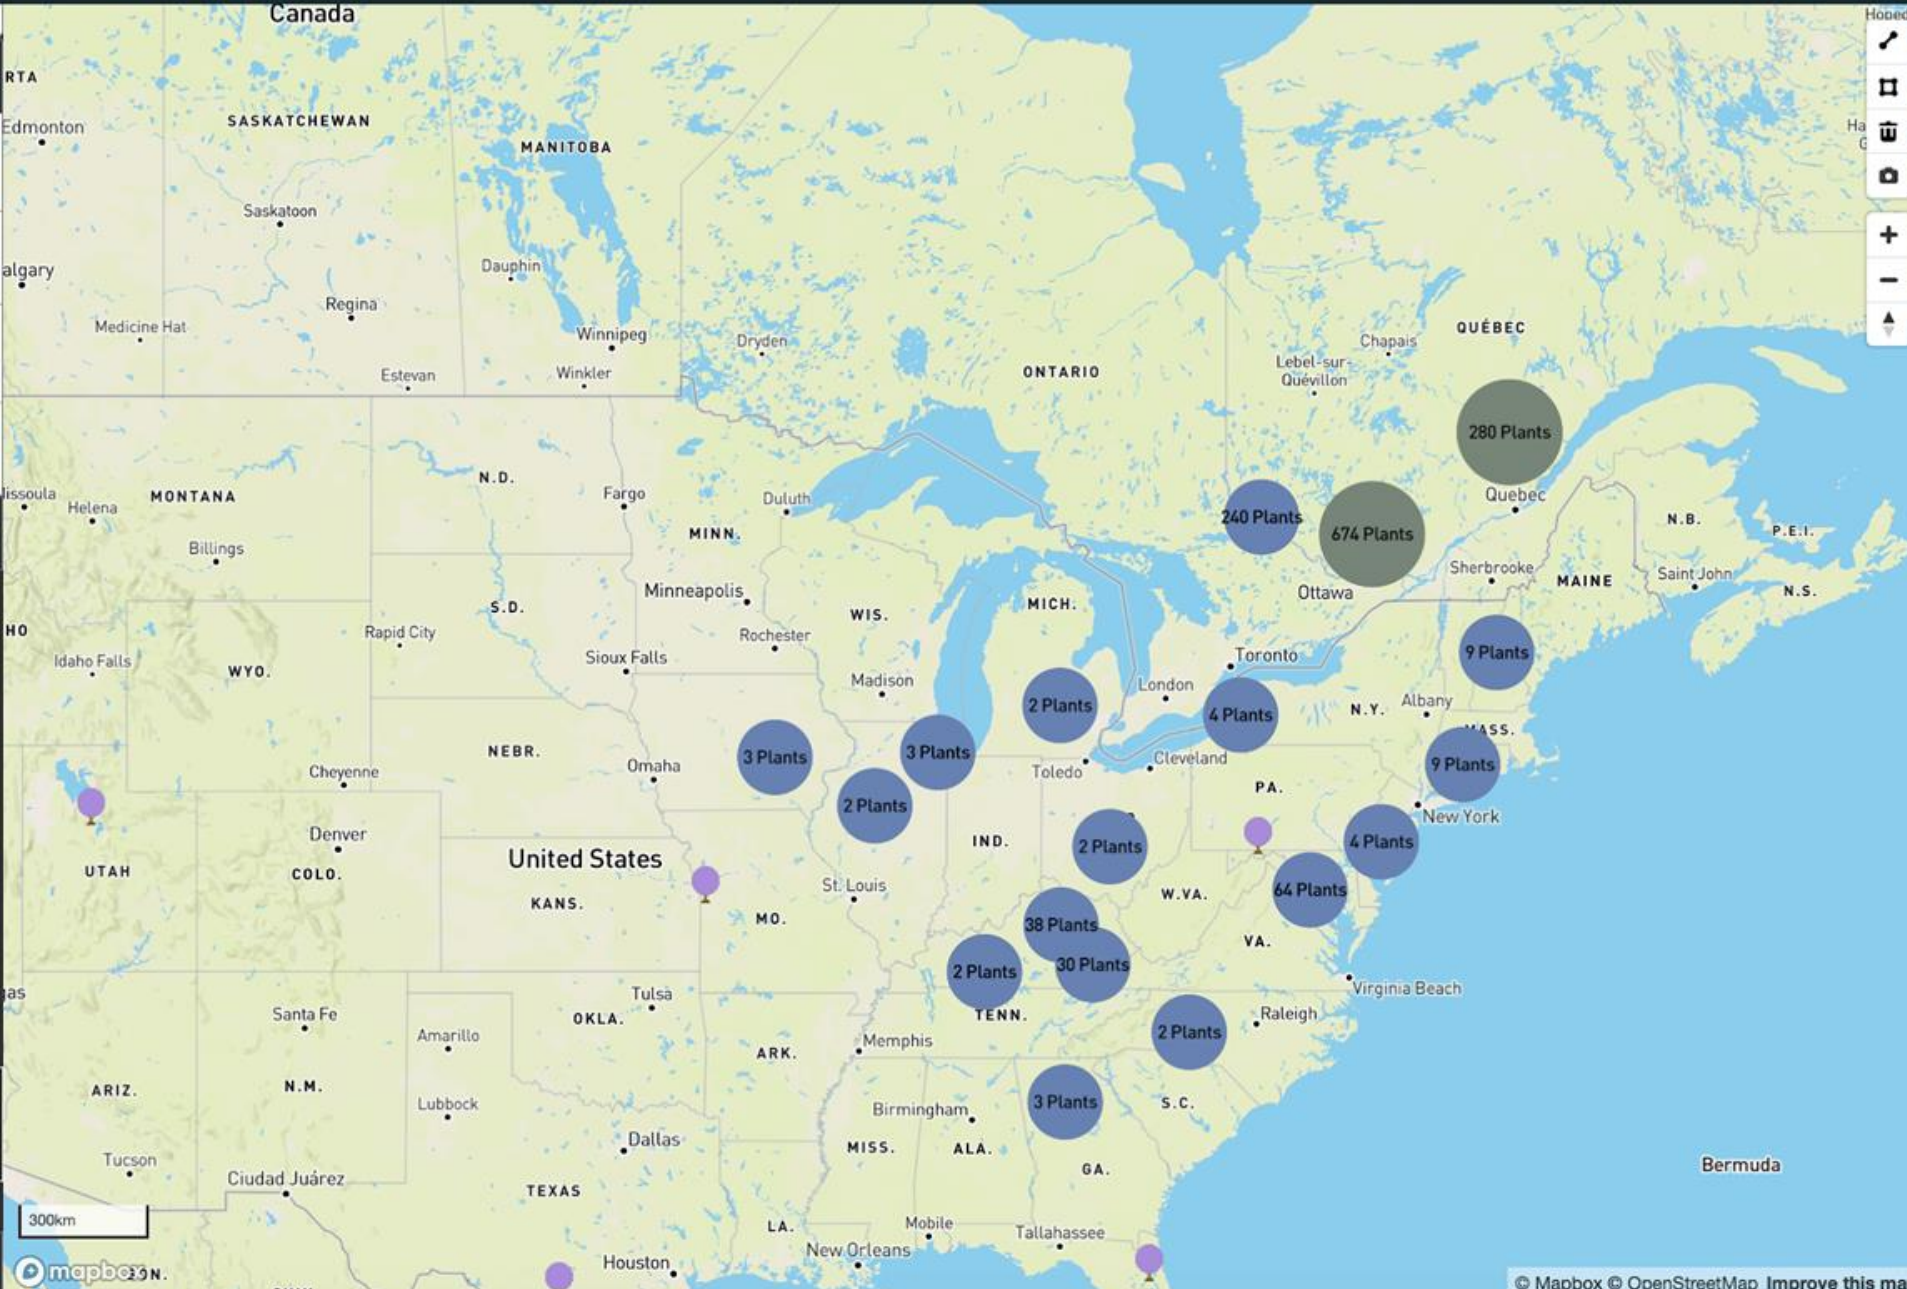 Canada
RTA
SASKATCHEWAN
Edmonton
MANITOBA
Saskatoon
algary
Dauphin
Regina
Medicine Hat
Winnipeg
Dryden
Estevan
Winkler
ONTARIO
Chapais
QUÉBEC
Lebel-sur-
Quévillon
280 Plants
Quebec
240 Plants
674 Plants
N.B.
P.E.I.
N.S.
Sherbrooke
MAINE
Saint John
Ottawa
lissoula
Helena
MONTANA
Billings
N.D.
Fargo
Duluth
MINN.
Minneapolis
S.D.
WIS.
MICH.
HO
Idaho Falls
WYO.
Rapid City
Sioux Falls
Rochester
Madison
Toronto
London
9 Plants
2 Plants
4 Plants
N.Y.
Albany
MASS.
3 Plants
3 Plants
NEBR.
Omaha
Cheyenne
Toledo
Cleveland
PA.
9 Plants
2 Plants
New York
Denver
United States
IND.
2 Plants
4 Plants
UTAH
COLO.
KANS.
MO.
St. Louis
W.VA.
64 Plants
38 Plants
VA.
2 Plants
30 Plants
Virginia Beach
gas
Santa Fe
Tulsa
OKLA.
Amarillo
TENN.
Raleigh
2 Plants
Memphis
ARK.
ARIZ.
N.M.
Lubbock
Birmingham
3 Plants
S.C.
Dallas
MISS.
ALA.
GA.
Tucson
Ciudad Juárez
TEXAS
Bermuda
300km
LA.
Mobile
Tallahassee
New Orleans
Houston
mapbox
SON.
© Mapbox © OpenStreetMap Improve this ma